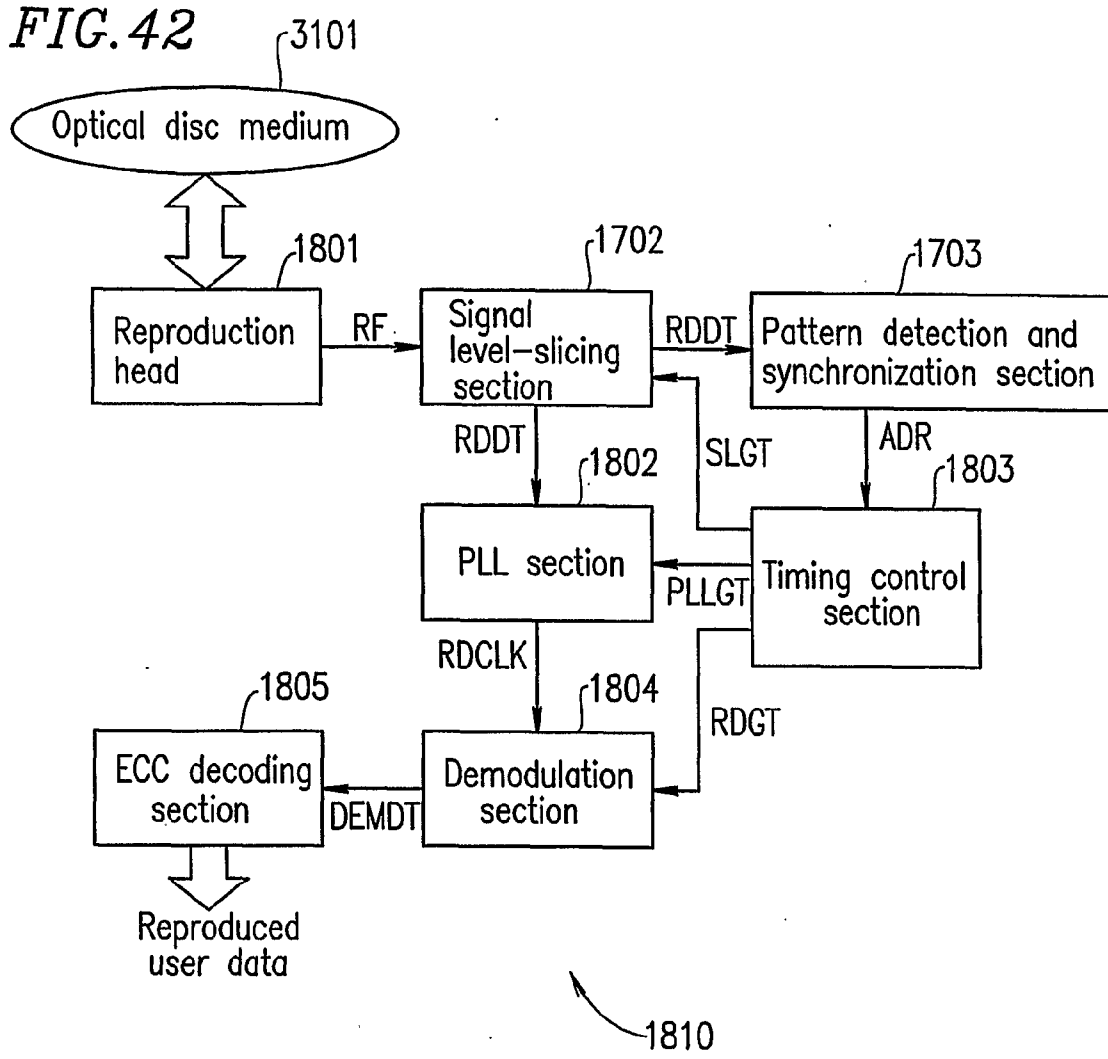 FIG.42
3101
Optical disc medium
1801
1702
1703
Reproduction
head
RF
Signal
level-slicing
section
RDDT
Pattern detection and
synchronization section
RDDT
SLGT
ADR
1802
1803
PLL section
PLLGT
Timing control
section
RDCLK
1805
1804
RDGT
ECC decoding
section
DEMDT
Demodulation
section
Reproduced
user data
1810